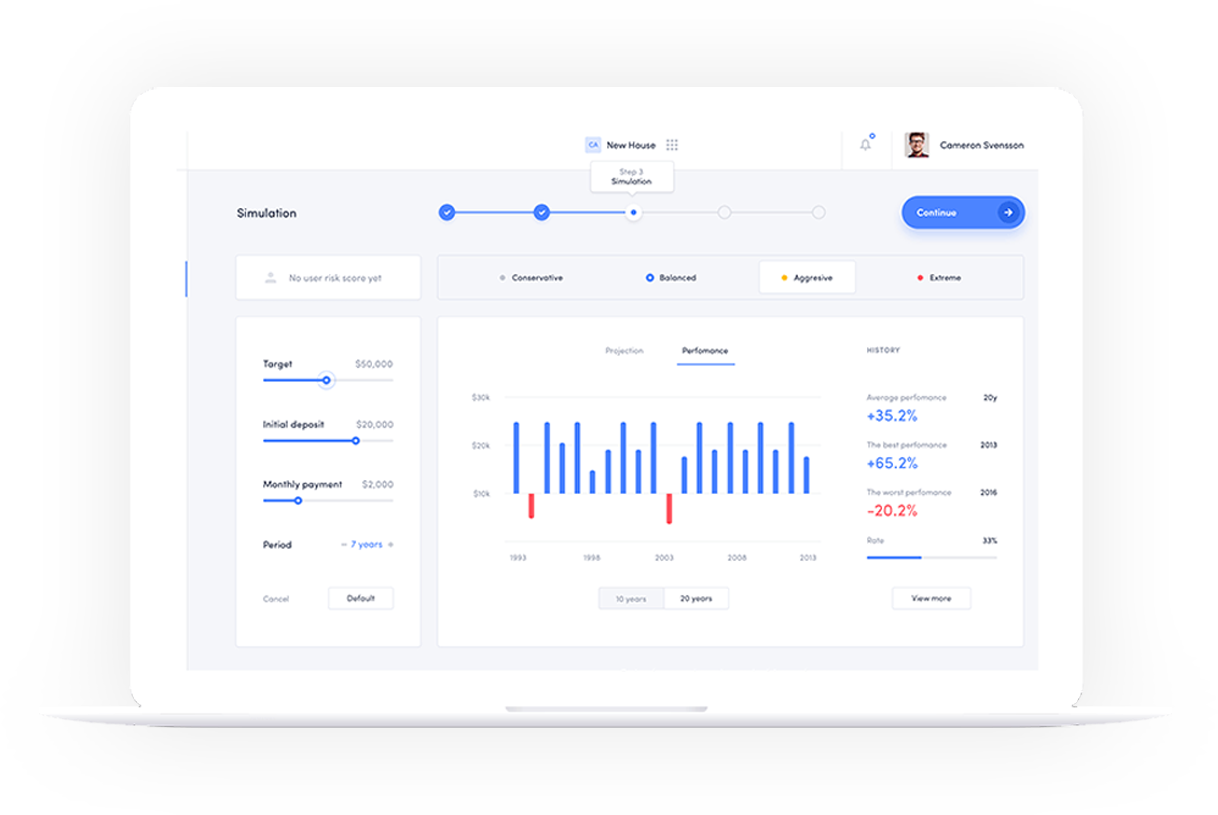 CA New House
Cameron Svensson
Step 3
Simulation
Simulation
Continue
No user risk score yet
Conservative
Balanced
Aggresive
Extreme
Target $50,000
Initial deposit $20,000
Monthly payment $2,000
Period 7 years
Cancel
Default
Projection
Perfomance
$30k
$20k
$10k
1993 1998 2003 2008 2013
10 years
20 years
HISTORY
Average perfomance 20y
+35.2%
The best perfomance 2013
+65.2%
The worst perfomance 2016
-20.2%
Rate 33%
View more